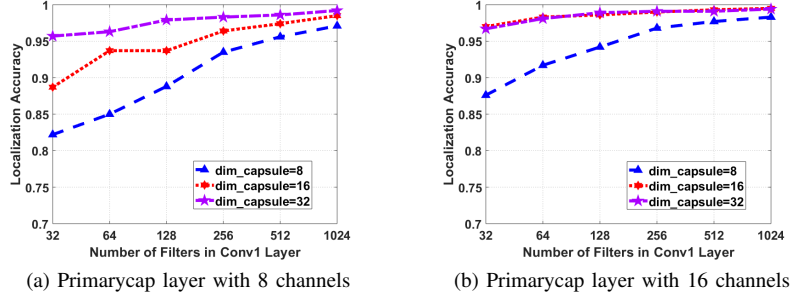 1
0.95
0.9
0.85
0.8
0.75
0.7
Localization Accuracy
dim_capsule=8
dim_capsule=16
dim_capsule=32
32 64 128 256 512 1024
Number of Filters in Conv1 Layer
(a) Primarycap layer with 8 channels
1
0.95
0.9
0.85
0.8
0.75
0.7
Localization Accuracy
dim_capsule=8
dim_capsule=16
dim_capsule=32
32 64 128 256 512 1024
Number of Filters in Conv1 Layer
(b) Primarycap layer with 16 channels